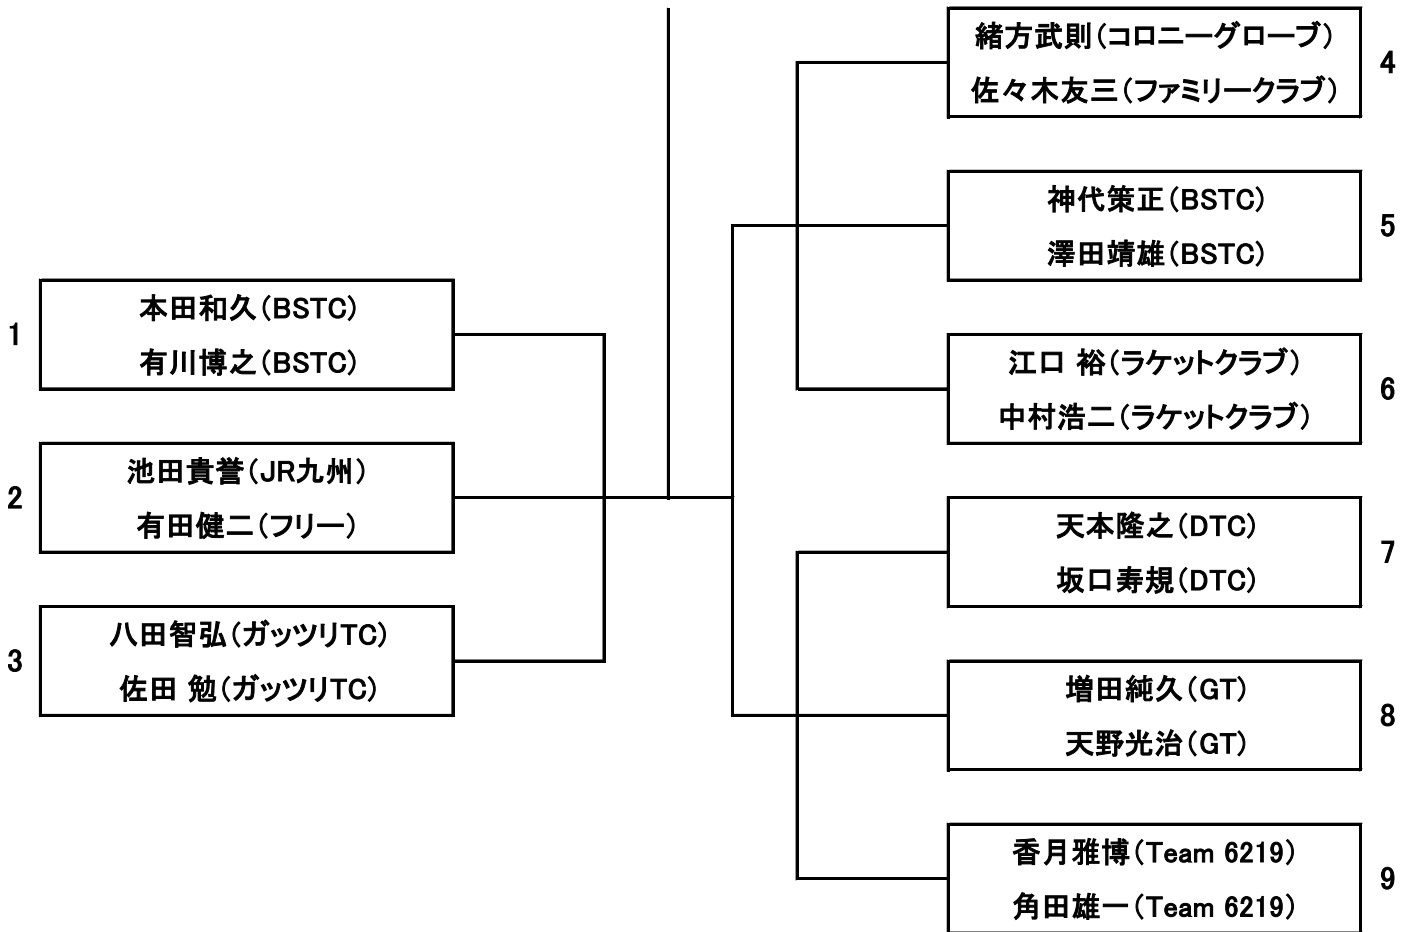 1
本田和久(BSTC)
有川博之(BSTC)
2
池田貴誉(JR九州)
有田健二(フリー)
3
八田智弘(ガッツリTC)
佐田 勉(ガッツリTC)
緒方武則(コロニーグローブ)
佐々木友三(ファミリークラブ)
4
神代策正(BSTC)
澤田靖雄(BSTC)
5
江口 裕(ラケットクラブ)
中村浩二(ラケットクラブ)
6
天本隆之(DTC)
坂口寿規(DTC)
7
増田純久(GT)
天野光治(GT)
8
香月雅博(Team 6219)
角田雄一(Team 6219)
9